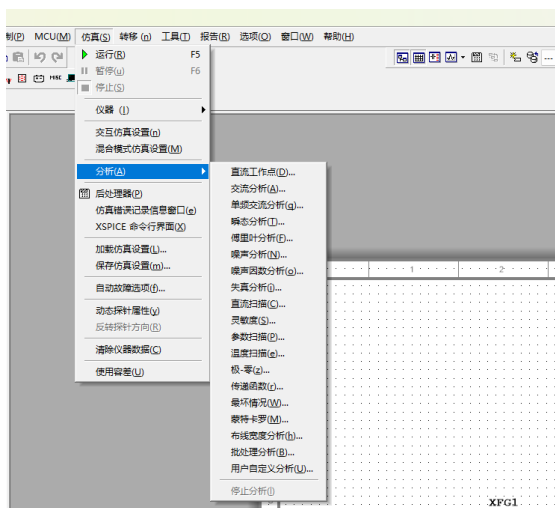 制(P) MCU(M) 仿真(S) 转移 (n) 工具(T) 报告(R) 选项(O) 窗口(W) 帮助(H)
运行(R) F5
暂停(u) F6
停止(S)
MISC
仪器 (I)
交互仿真设置(n)
混合模式仿真设置(M)
分析(A)
后处理器(P)
仿真错误记录信息窗口(e)
XSPICE 命令行界面(X)
加载仿真设置(L)...
保存仿真设置(m)...
自动故障选项(f)...
动态探针属性(y)
反转探针方向(R)
清除仪器数据(C)
使用容差(U)
直流工作点(D)...
交流分析(A)...
单频交流分析(q)...
瞬态分析(T)...
傅里叶分析(F)...
噪声分析(N)...
噪声因数分析(o)...
失真分析(i)...
直流扫描(C)...
灵敏度(S)...
参数扫描(P)...
温度扫描(e)...
极-零(z)...
传递函数(r)...
最坏情况(W)...
蒙特卡罗(M)...
布线宽度分析(h)...
批处理分析(B)...
用户自定义分析(U)...
停止分析(l)
1 2
XFG1